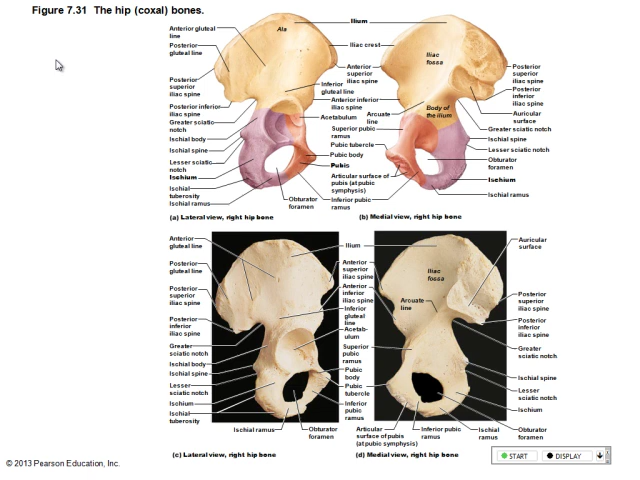 Figure 7.31 The hip (coxal) bones.
Anterior gluteal
line
Posterior
gluteal line
Posterior
superior
iliac spine
Posterior inferior
iliac spine
Greater sciatic
notch
Ischial body
Ischial spine
Lesser sciatic
notch
Ischium
Ischial
tuberosity
Ischial ramus
Ala
Ilium
Iliac crest
Anterior
superior
iliac spine
Inferior
gluteal line
Anterior inferior
iliac spine
Acetabulum
Arcuate
line
Superior pubic
ramus
Pubic tubercle
Pubic body
Pubis
Articular surface of
pubis (at pubic
symphysis)
Inferior pubic
ramus
Obturator
foramen
Iliac
fossa
Body of
the ilium
Posterior
superior
iliac spine
Posterior
inferior
iliac spine
Auricular
surface
Greater sciatic notch
Ischial spine
Lesser sciatic notch
Obturator
foramen
Ischium
Ischial ramus
(a) Lateral view, right hip bone
(b) Medial view, right hip bone
Anterior
gluteal line
Posterior
gluteal line
Posterior
superior
iliac spine
Posterior
inferior
iliac spine
Greater
sciatic notch
Ischial body
Ischial spine
Lesser
sciatic notch
Ischium
Ischial
tuberosity
Ischial ramus
Obturator
foramen
Ilium
Anterior
superior
iliac spine
Anterior
inferior
iliac spine
Inferior
gluteal
line
Acetab-
ulum
Superior
pubic
ramus
Pubic
body
Pubic
tubercle
Inferior
pubic
ramus
Iliac
fossa
Arcuate
line
Auricular
surface
Posterior
superior
iliac spine
Posterior
inferior
iliac spine
Greater
sciatic notch
Ischial spine
Lesser
sciatic notch
Ischium
Obturator
foramen
Articular
surface of pubis
(at pubic symphysis)
Inferior pubic
ramus
Ischial
ramus
(c) Lateral view, right hip bone
(d) Medial view, right hip bone
START
DISPLAY
© 2013 Pearson Education, Inc.